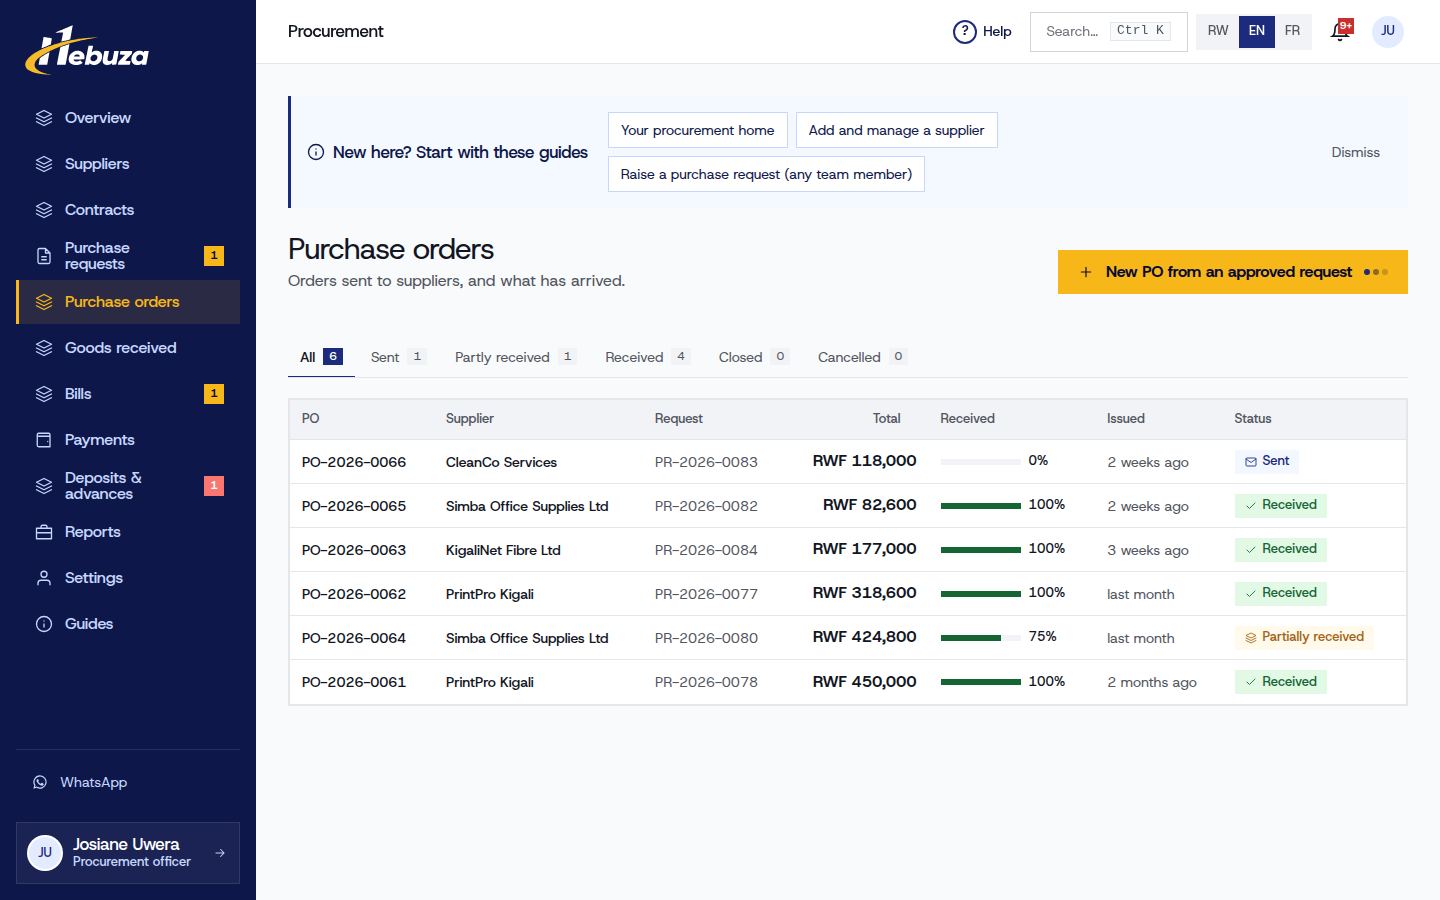 Hebuza
Overview
Suppliers
Contracts
Purchase requests 1
Purchase orders
Goods received
Bills 1
Payments
Deposits & advances 1
Reports
Settings
Guides
WhatsApp
JU Josiane Uwera
Procurement officer
Procurement
? Help
Search... Ctrl K
RW EN FR
9+
JU
New here? Start with these guides
Your procurement home
Add and manage a supplier
Raise a purchase request (any team member)
Dismiss
Purchase orders
Orders sent to suppliers, and what has arrived.
New PO from an approved request
All 6 Sent 1 Partly received 1 Received 4 Closed 0 Cancelled 0
PO Supplier Request Total Received Issued Status
PO-2026-0066 CleanCo Services PR-2026-0083 RWF 118,000 0% 2 weeks ago Sent
PO-2026-0065 Simba Office Supplies Ltd PR-2026-0082 RWF 82,600 100% 2 weeks ago Received
PO-2026-0063 KigaliNet Fibre Ltd PR-2026-0084 RWF 177,000 100% 3 weeks ago Received
PO-2026-0062 PrintPro Kigali PR-2026-0077 RWF 318,600 100% last month Received
PO-2026-0064 Simba Office Supplies Ltd PR-2026-0080 RWF 424,800 75% last month Partially received
PO-2026-0061 PrintPro Kigali PR-2026-0078 RWF 450,000 100% 2 months ago Received